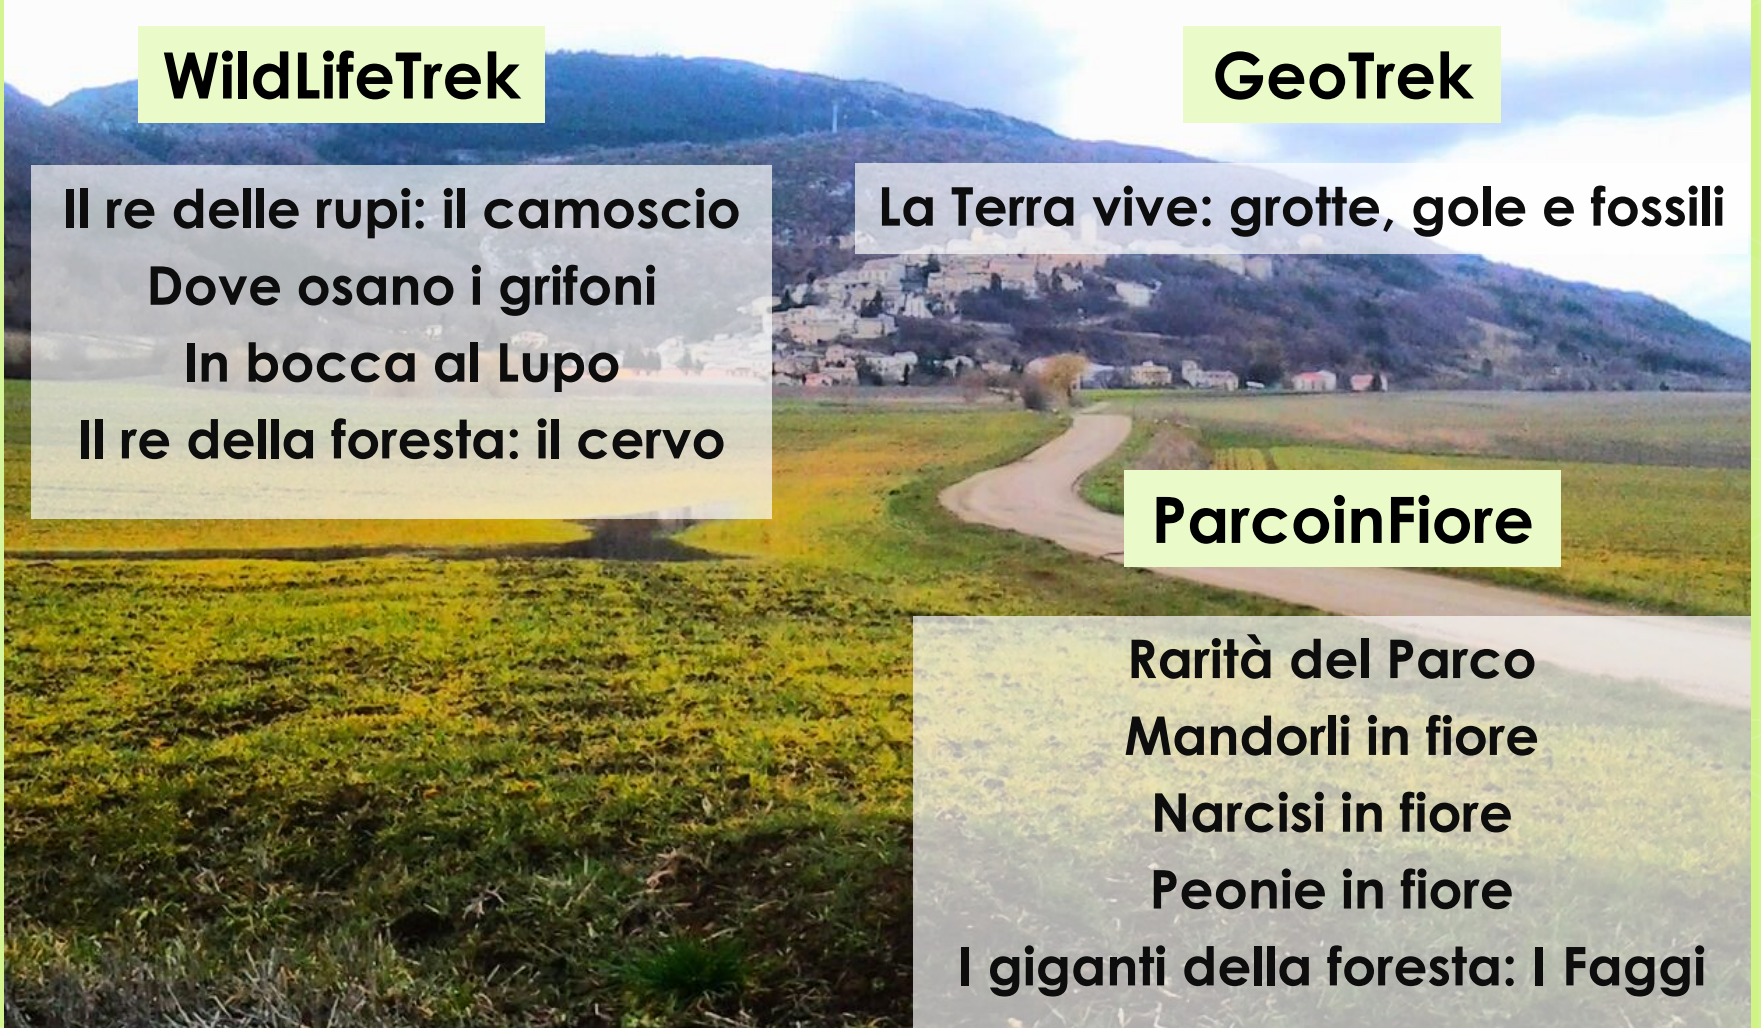 WildLifeTrek
Il re delle rupi: il camoscio
Dove osano i grifoni
In bocca al Lupo
Il re della foresta: il cervo
GeoTrek
La Terra vive: grotte, gole e fossili
ParcoinFiore
Rarità del Parco
Mandorli in fiore
Narcisi in fiore
Peonie in fiore
I giganti della foresta: I Faggi